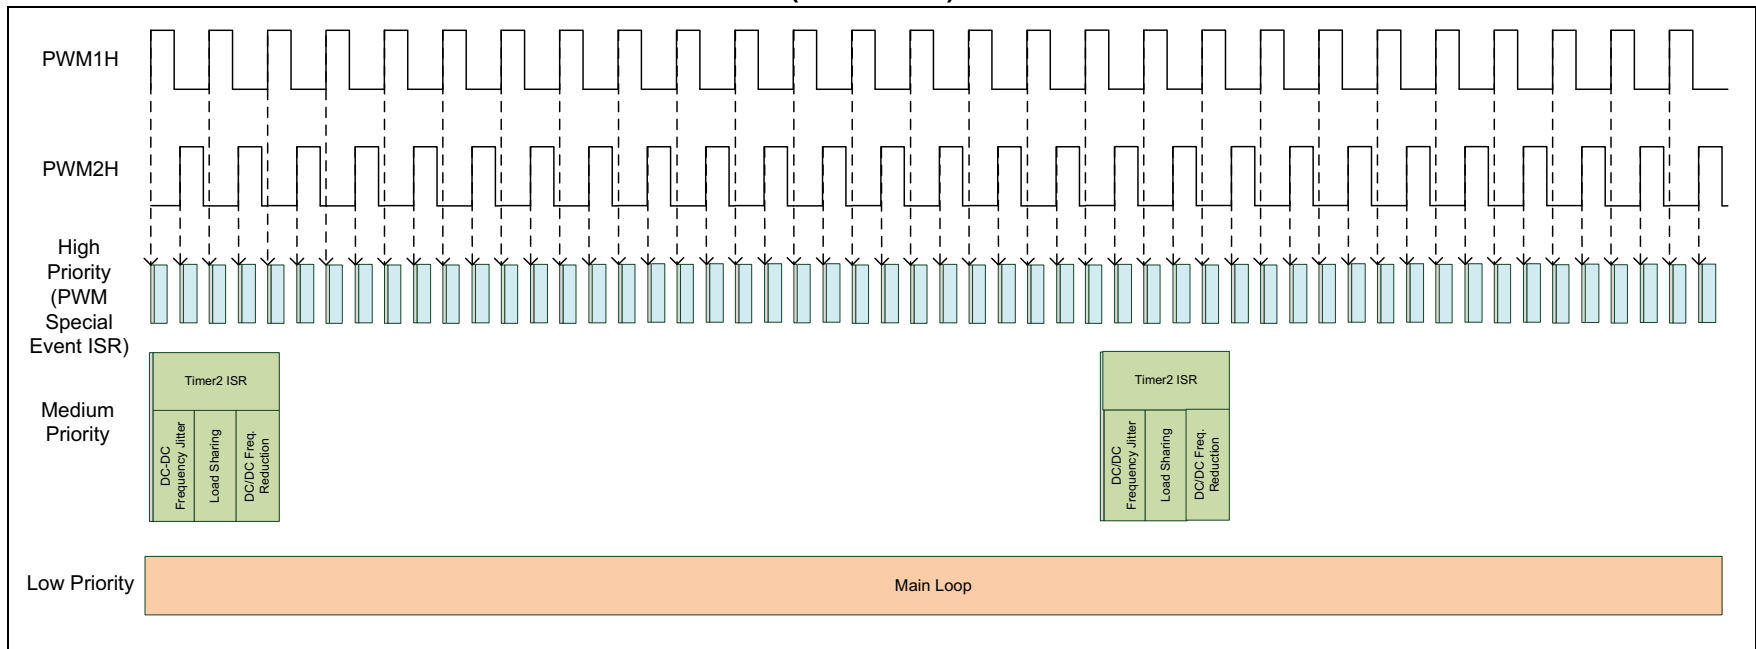 PWM1H
PWM2H
High
Priority
(PWM
Special
Event ISR)
Timer2 ISR
DC-DC
Frequency Jitter
Load Sharing
DC/DC Freq.
Reduction
Timer2 ISR
DC/DC
Frequency Jitter
Load Sharing
DC/DC Freq.
Reduction
Medium
Priority
Low Priority
Main Loop